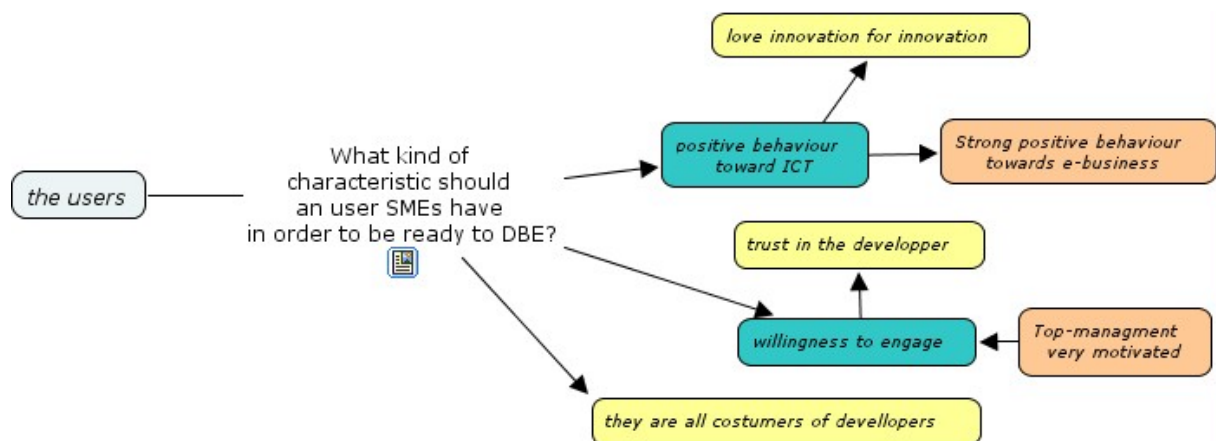 love innovation for innovation
positive behaviour
toward ICT
Strong positive behaviour
towards e-business
the users
What kind of
characteristic should
an user SMEs have
in order to be ready to DBE?
trust in the developper
willingness to engage
Top-managment
very motivated
they are all costumers of devellopers